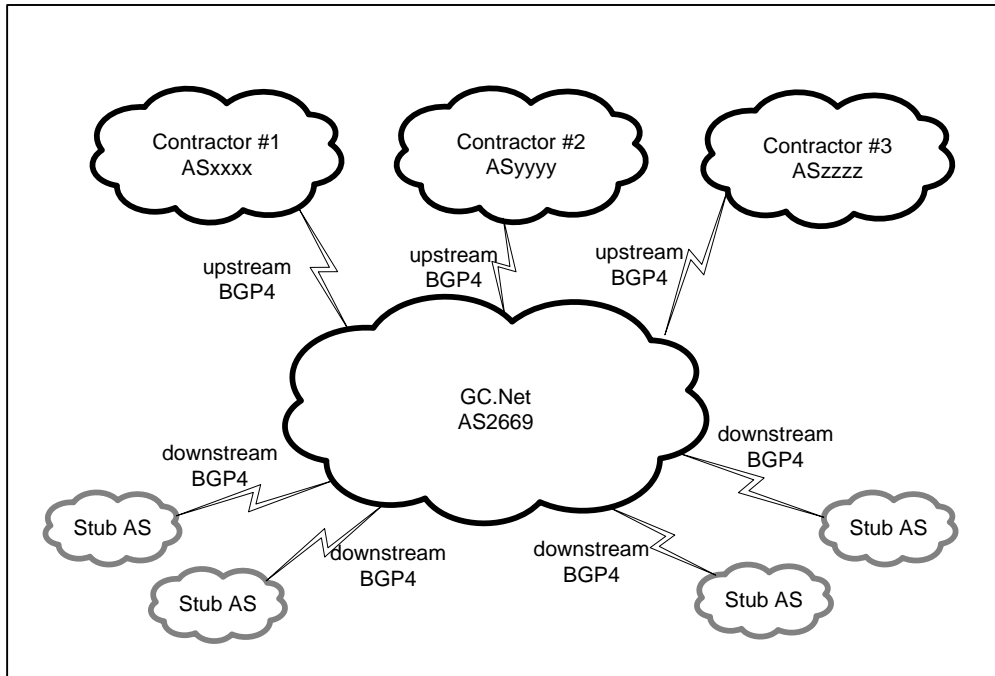 Contractor #1
ASxxxx
Contractor #2
ASyyyy
Contractor #3
ASzzzz
upstream
BGP4
upstream
BGP4
upstream
BGP4
GC.Net
AS2669
downstream
BGP4
downstream
BGP4
Stub AS
Stub AS
downstream
BGP4
downstream
BGP4
Stub AS
Stub AS